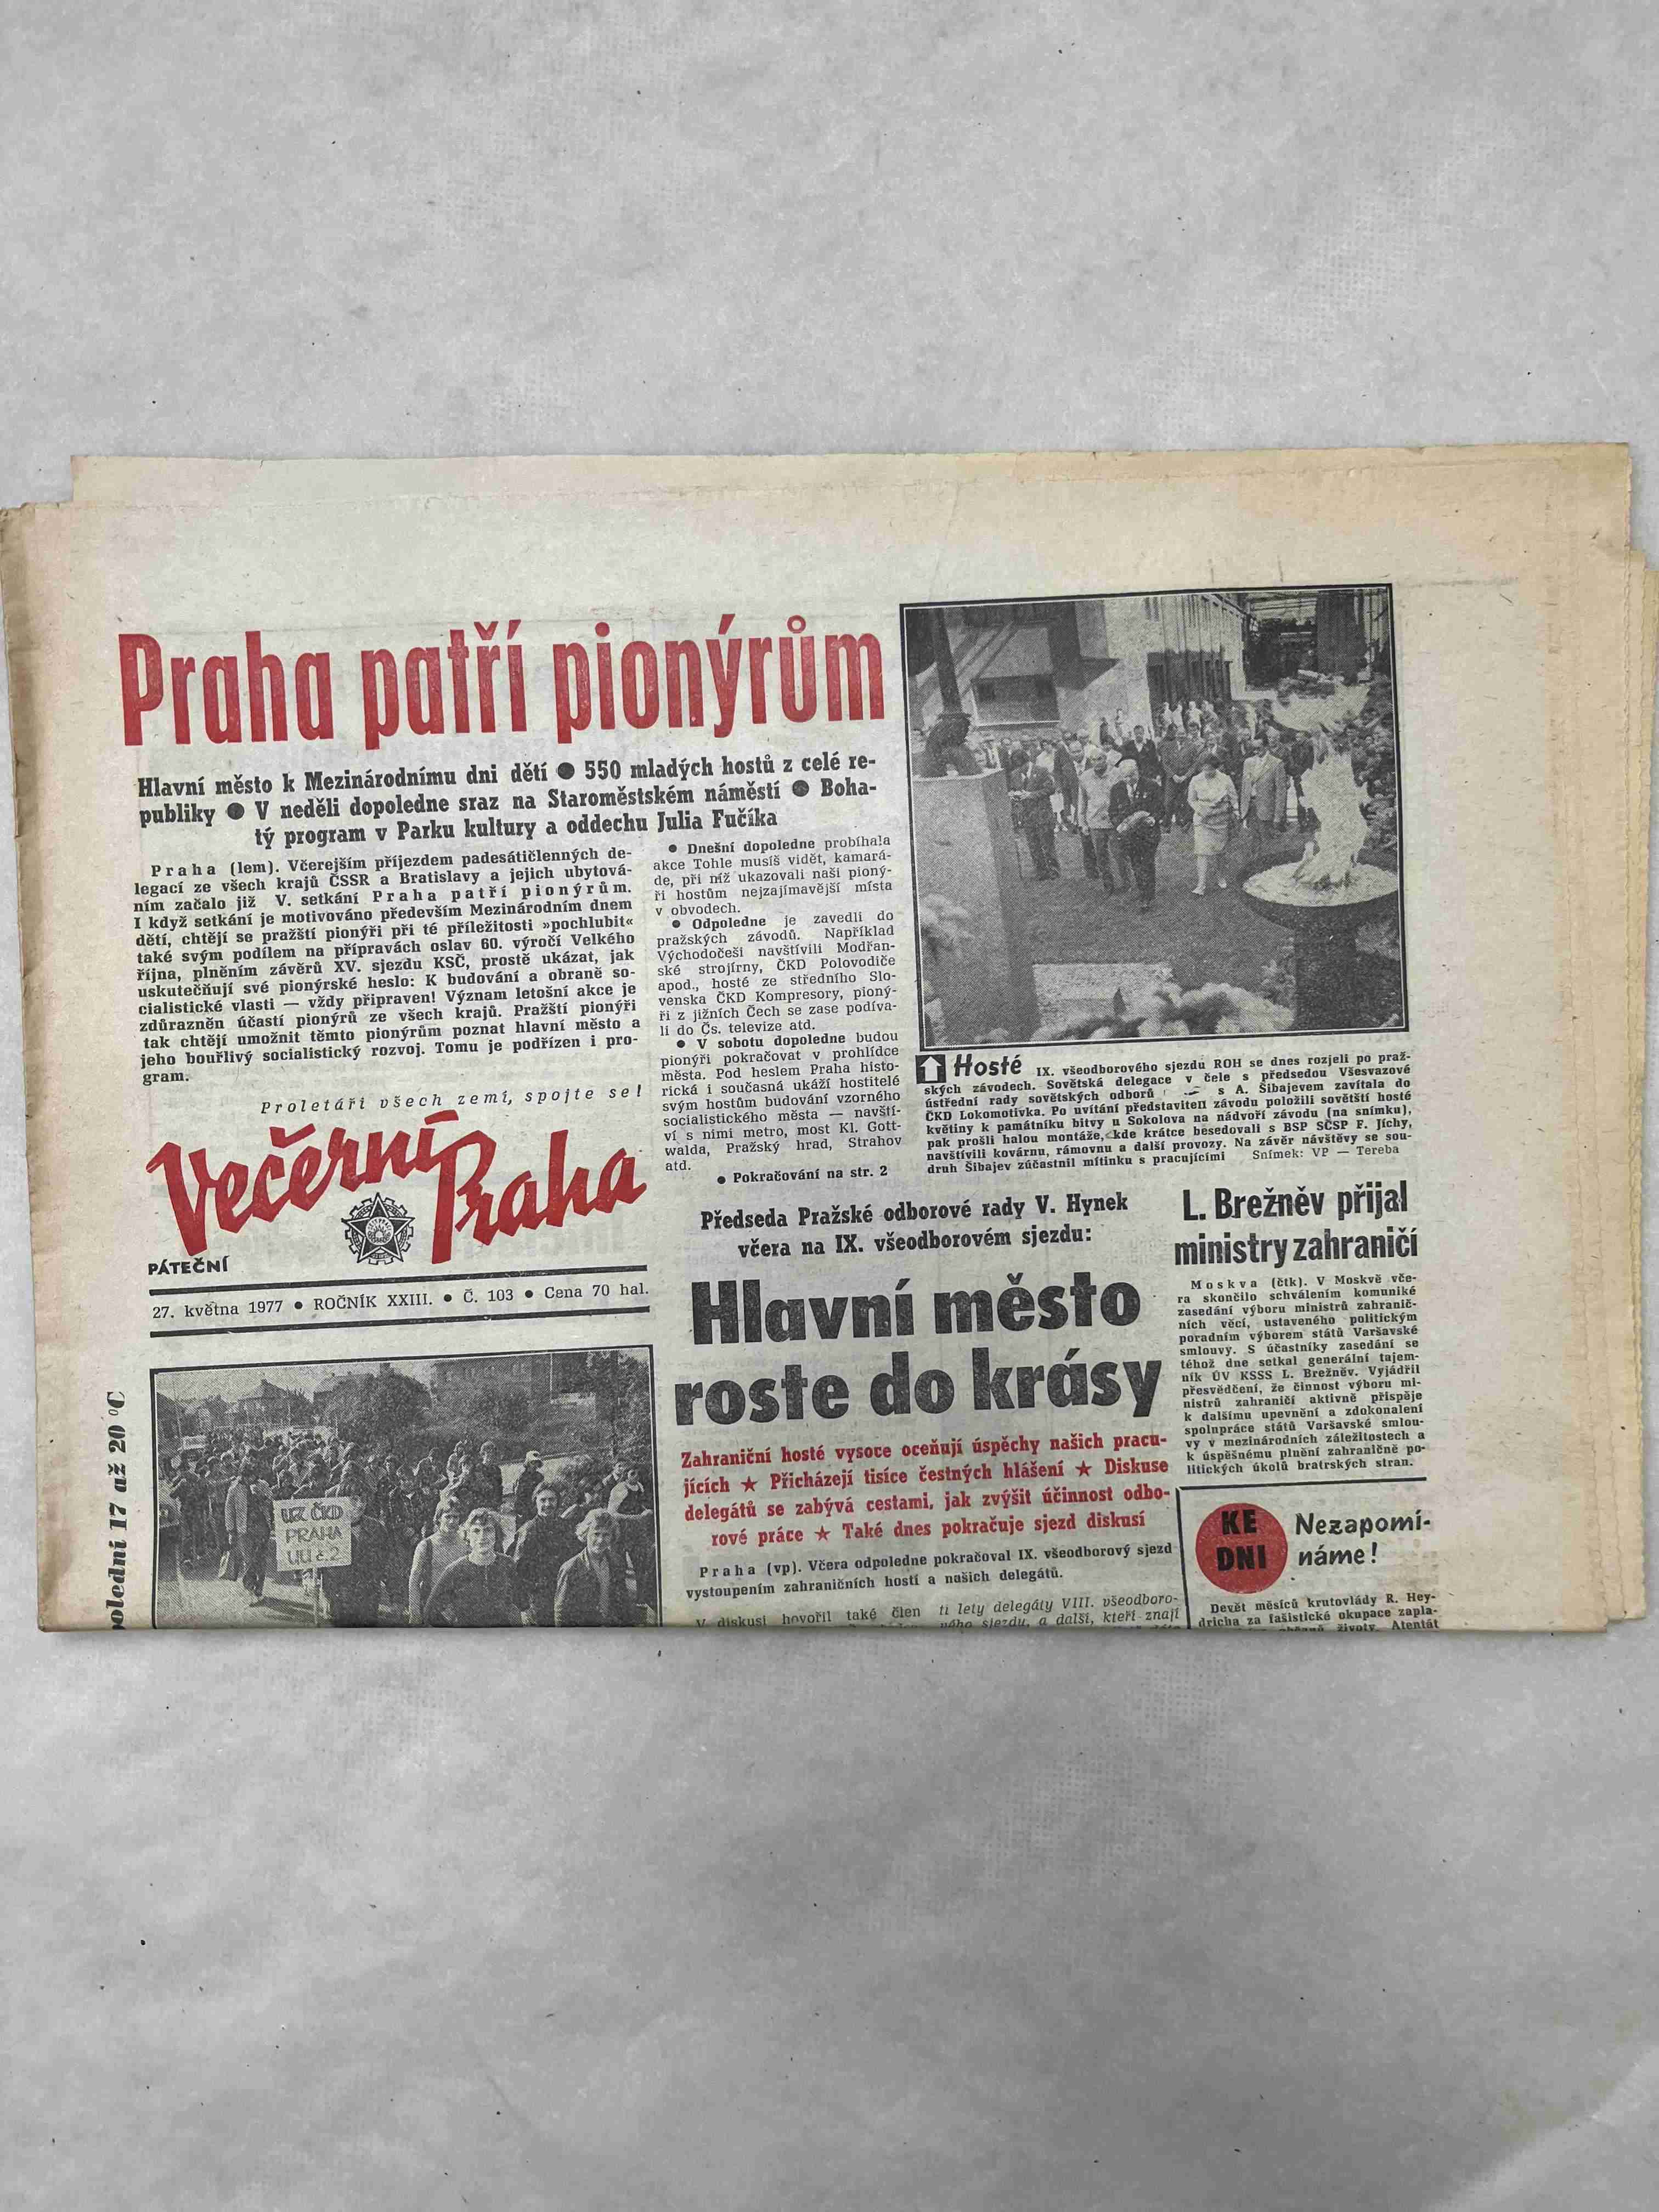 Praha patří pionýrům
Hlavní město k Mezinárodnímu dni dětí ● 550 mladých hostů z celé re-
publiky ● V neděli dopoledne sraz na Staroměstském náměstí ● Boha-
tý program v Parku kultury a oddechu Julia Fučíka
Praha (lem). Včerejším příjezdem padesátičlenných de-
legací ze všech krajů ČSSR a Bratislavy a jejich ubytová-
ním začalo již V. setkání Praha patří pionýrům.
I když setkání je motivováno především Mezinárodním dnem
dětí, chtějí se pražští pionýři při té příležitosti »pochlubit«
také svým podílem na přípravách oslav 60. výročí Velkého
října, plněním závěrů XV. sjezdu KSČ, prostě ukázat, jak
uskutečňují své pionýrské heslo: K budování a obraně so-
cialistické vlasti — vždy připraven! Význam letošní akce je
zdůrazněn účastí pionýrů ze všech krajů. Pražští pionýři
tak chtějí umožnit těmto pionýrům poznat hlavní město a
jeho bouřlivý socialistický rozvoj. Tomu je podřízen i pro-
gram.
● Dnešní dopoledne probíhala
akce Tohle musíš vidět, kamará-
de, při níž ukazovali naši pioný-
ři hostům nejzajímavější místa
v obvodech.
● Odpoledne je zavedli do
pražských závodů. Například
Východočeši navštívili Modřan-
ské strojírny, ČKD Polovodiče
apod., hosté ze středního Slo-
venska ČKD Kompresory, pioný-
ři z jižních Čech se zase podíva-
li do Čs. televize atd.
● V sobotu dopoledne budou
pionýři pokračovat v prohlídce
města. Pod heslem Praha histo-
rická i současná ukáží hostitelé
svým hostům budování vzorného
socialistického města — navští-
ví s nimi metro, most Kl. Gott-
walda, Pražský hrad, Strahov
atd.
● Pokračování na str. 2
Hosté IX. všeodborového sjezdu ROH se dnes rozjeli po praž-
ských závodech. Sovětská delegace v čele s předsedou Všesvazové
ústřední rady sovětských odborů s A. Šibajevem zavítala do
ČKD Lokomotivka. Po uvítání představiteli závodu položili sovětští hosté
květiny k památníku bitvy u Sokolova na nádvoří závodu (na snímku),
pak prošli halou montáže, kde krátce besedovali s BSP SČSP F. Jíchy,
navštívili kovárnu, rámovnu a další provozy. Na závěr návštěvy se sou-
druh Šibajev zúčastnil mítinku s pracujícími Snímek: VP — Tereba
Proletáři všech zemí, spojte se!
Večerní Praha
PÁTEČNÍ
27. května 1977 ● ROČNÍK XXIII. ● Č. 103 ● Cena 70 hal.
polední 17 až 20 °C
UZ ČKD
PRAHA
UU č.2
Předseda Pražské odborové rady V. Hynek
včera na IX. všeodborovém sjezdu:
Hlavní město
roste do krásy
Zahraniční hosté vysoce oceňují úspěchy našich pracu-
jících ★ Přicházejí tisíce čestných hlášení ★ Diskuse
delegátů se zabývá cestami, jak zvýšit účinnost odbo-
rové práce ★ Také dnes pokračuje sjezd diskusí
Praha (vp). Včera odpoledne pokračoval IX. všeodborový sjezd
vystoupením zahraničních hostí a našich delegátů.
V diskusi hovořil také člen
ti lety delegáty VIII. všeodboro-
vého sjezdu, a další, kteří znají
L. Brežněv přijal
ministry zahraničí
Moskva (čtk). V Moskvě vče-
ra skončilo schválením komuniké
zasedání výboru ministrů zahranič-
ních věcí, ustaveného politickým
poradním výborem států Varšavské
smlouvy. S účastníky zasedání se
téhož dne setkal generální tajem-
ník ÚV KSSS L. Brežněv. Vyjádřil
přesvědčení, že činnost výboru mi-
nistrů zahraničí aktivně přispěje
k dalšímu upevnění a zdokonalení
spolupráce států Varšavské smlou-
vy v mezinárodních záležitostech a
k úspěšnému plnění zahraničně po-
litických úkolů bratrských stran.
KE
DNI
Nezapomí-
náme!
Devět měsíců krutovlády R. Hey-
dricha za fašistické okupace zapla-
životy. Atentát